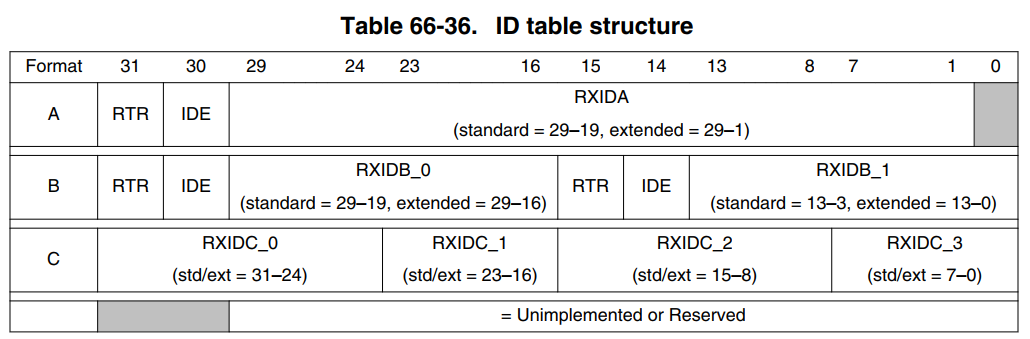 Table 66-36. ID table structure
Format 31 30 29 24 23 16 15 14 13 8 7 1 0
A RTR IDE RXIDA
(standard = 29–19, extended = 29–1)
B RTR IDE RXIDB_0 RTR IDE RXIDB_1
(standard = 29–19, extended = 29–16) (standard = 13–3, extended = 13–0)
C RXIDC_0 RXIDC_1 RXIDC_2 RXIDC_3
(std/ext = 31–24) (std/ext = 23–16) (std/ext = 15–8) (std/ext = 7–0)
= Unimplemented or Reserved